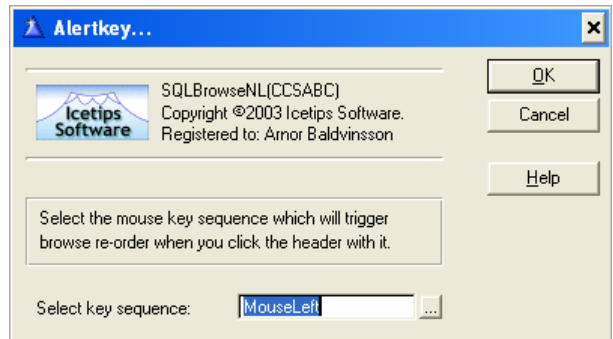 Alertkey...
Icetips
Software
SQLBrowseNL(CCSABC)
Copyright ©2003 Icetips Software.
Registered to: Arnor Baldvinsson
OK
Cancel
Help
Select the mouse key sequence which will trigger
browse re-order when you click the header with it.
Select key sequence:
MouseLeft
...